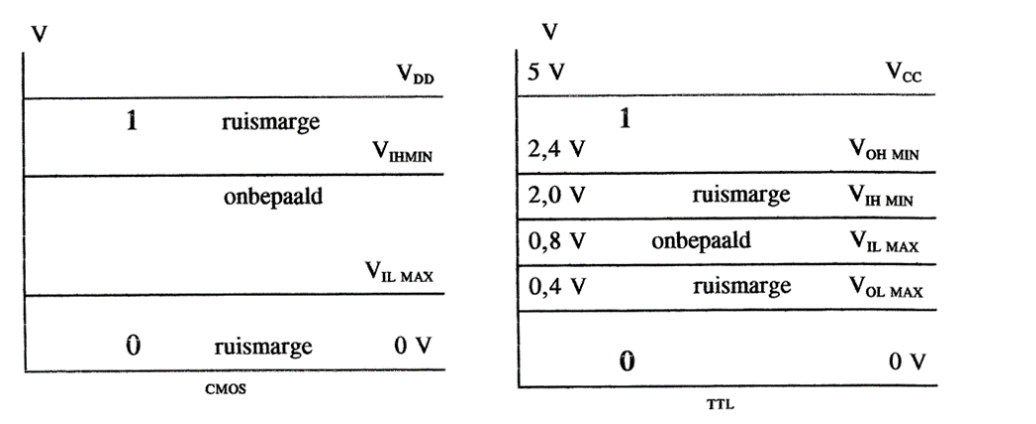 V
V_DD
1 ruismarge
V_IHMIN
onbepaald
V_IL MAX
0 ruismarge 0 V
CMOS
V
5 V V_CC
1
2,4 V V_OH MIN
2,0 V ruismarge V_IH MIN
0,8 V onbepaald V_IL MAX
0,4 V ruismarge V_OL MAX
0 0 V
TTL